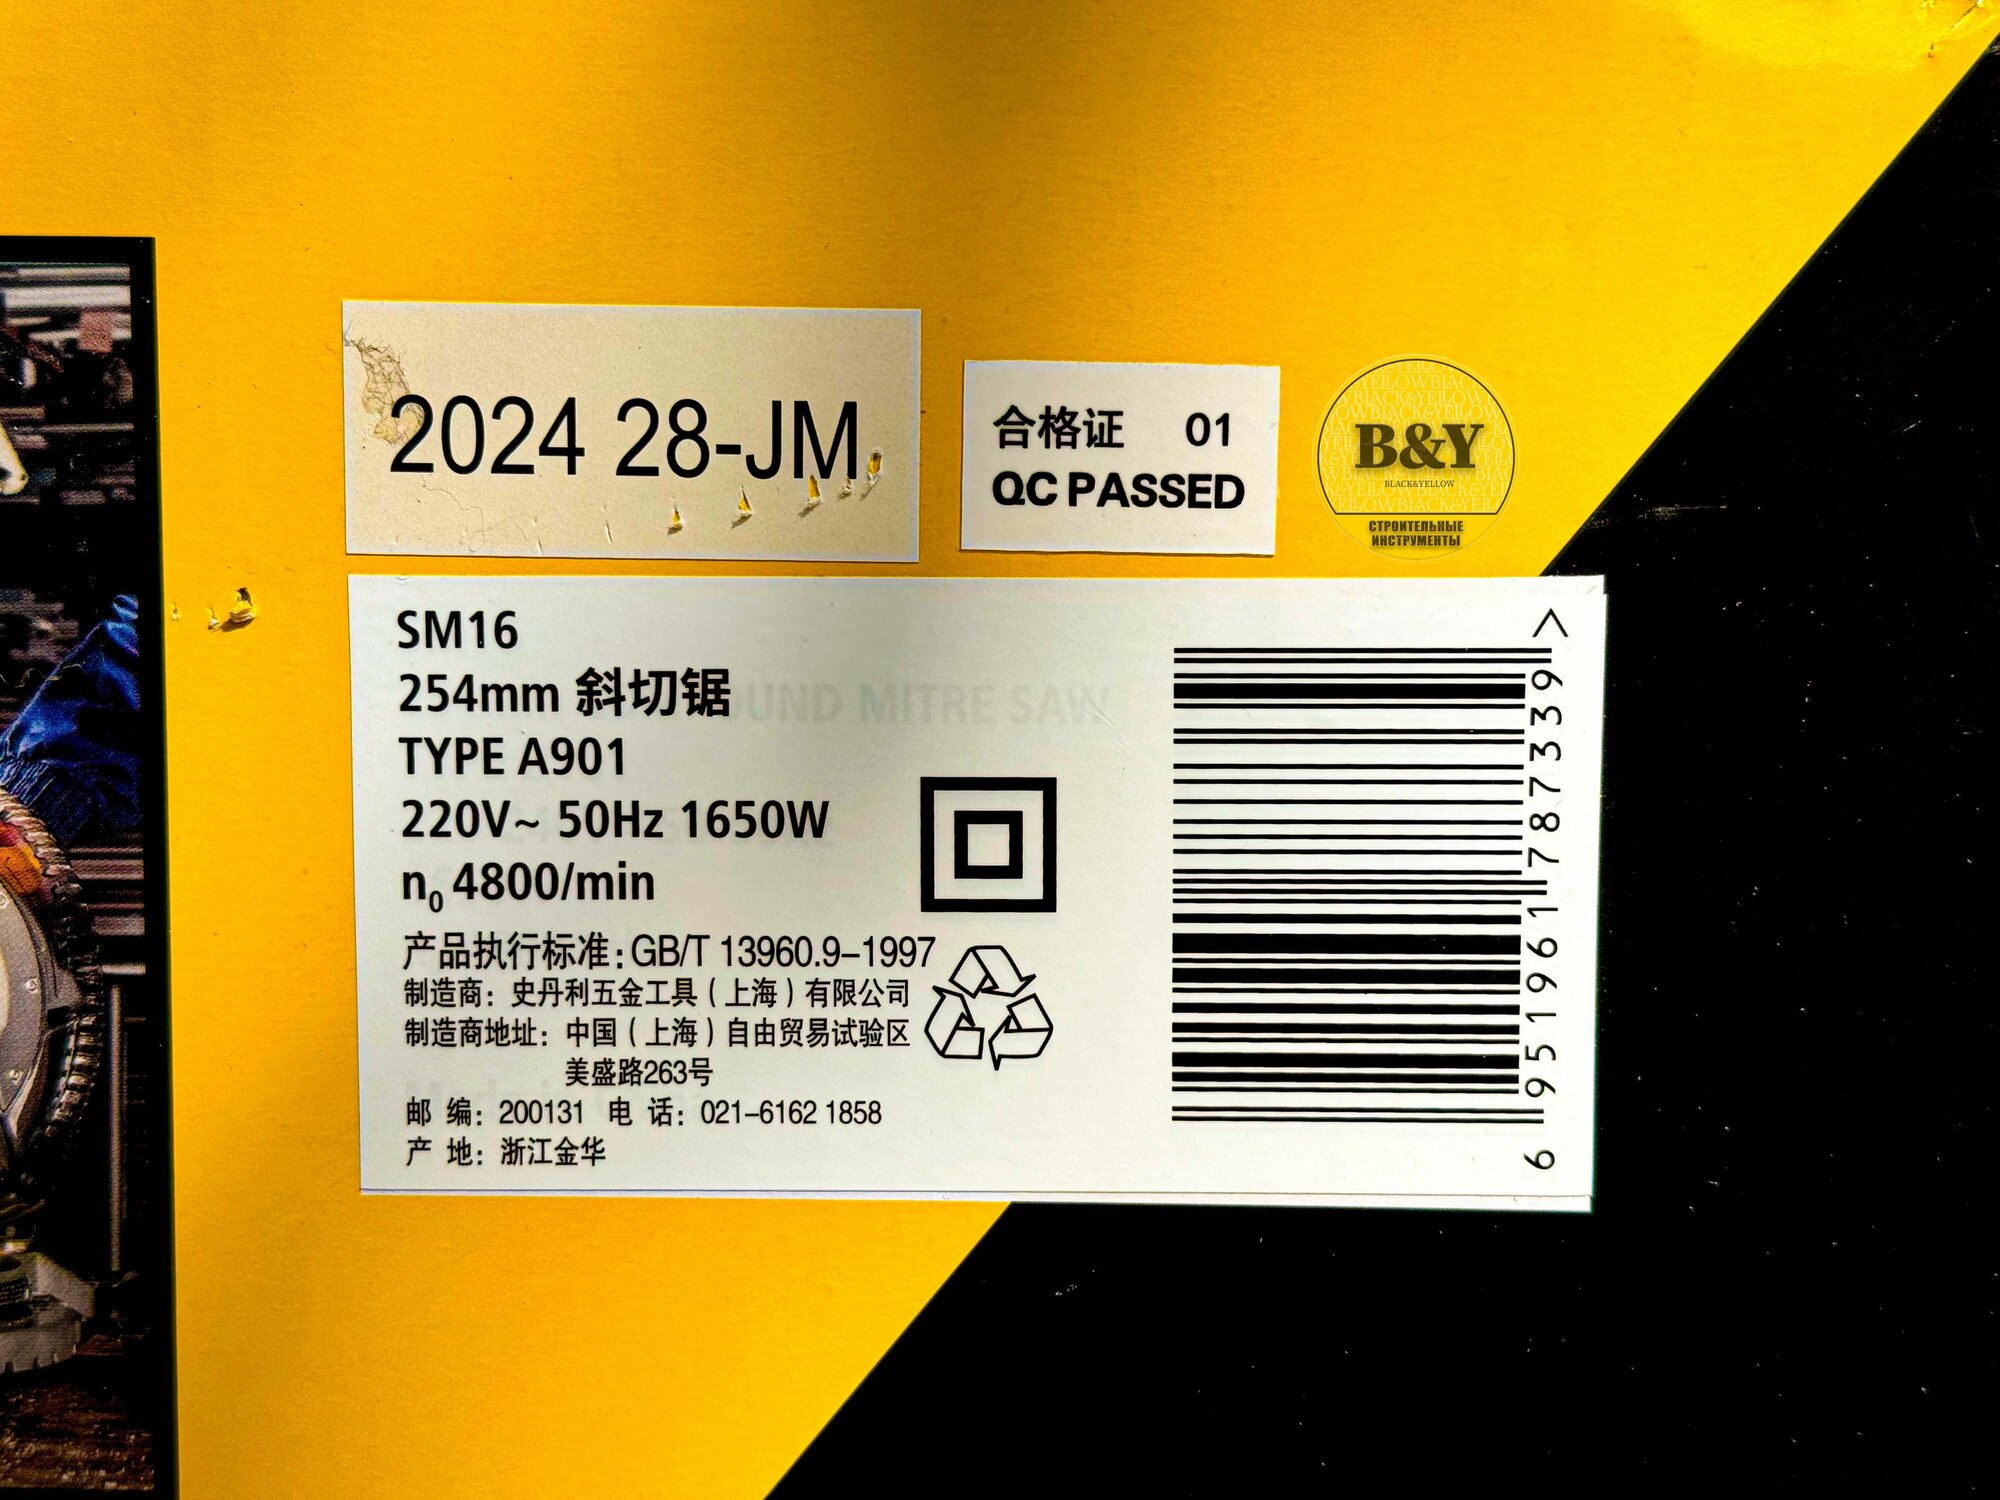 2024 28-JM
合格证 01
QC PASSED
B&Y
BLACK&YELLOW
СТРОИТЕЛЬНЫЕ
ИНСТРУМЕНТЫ
SM16
254mm 斜切锯
UND MITRE SAW
TYPE A901
220V~ 50Hz 1650W
n₀ 4800/min
产品执行标准:GB/T 13960.9-1997
制造商：史丹利五金工具（上海）有限公司
制造商地址：中国（上海）自由贸易试验区
美盛路263号
邮 编：200131 电 话：021-6162 1858
产 地：浙江金华
6 951961 787339 >